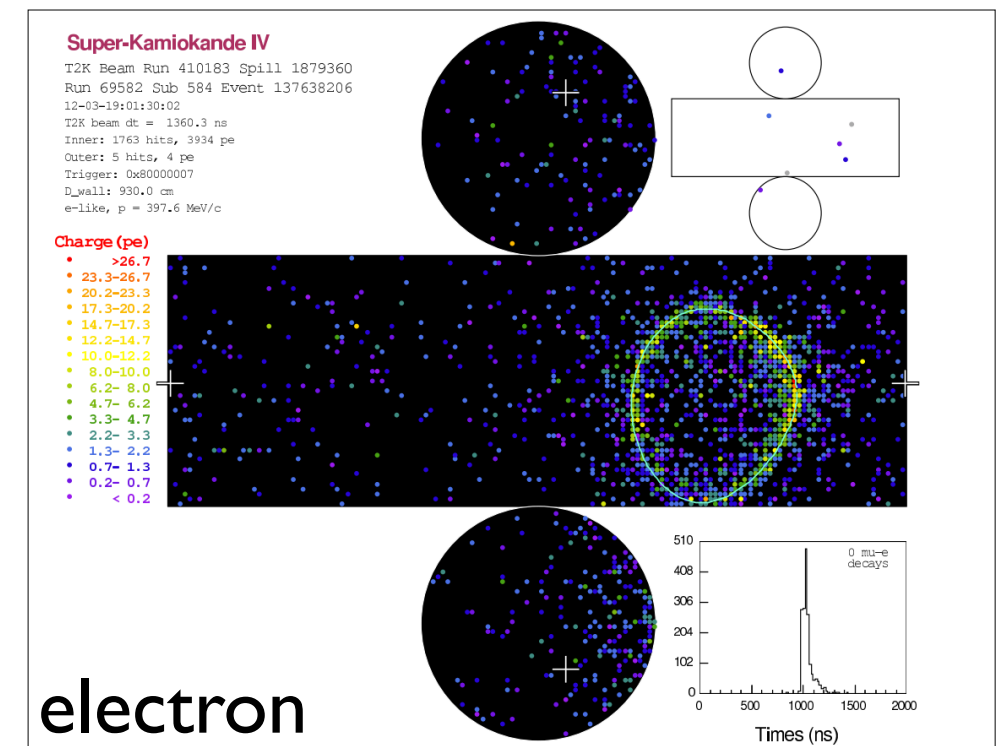 Super-Kamiokande IV
T2K Beam Run 410183 Spill 1879360
Run 69582 Sub 584 Event 137638206
12-03-19:01:30:02
T2K beam dt = 1360.3 ns
Inner: 1763 hits, 3934 pe
Outer: 5 hits, 4 pe
Trigger: 0x80000007
D_wall: 930.0 cm
e-like, p = 397.6 MeV/c
Charge(pe)
>26.7
23.3-26.7
20.2-23.3
17.3-20.2
14.7-17.3
12.2-14.7
10.0-12.2
8.0-10.0
6.2- 8.0
4.7- 6.2
3.3- 4.7
2.2- 3.3
1.3- 2.2
0.7- 1.3
0.2- 0.7
< 0.2
510
408
306
204
102
0
0 mu-e
decays
0 500 1000 1500 2000
Times (ns)
electron